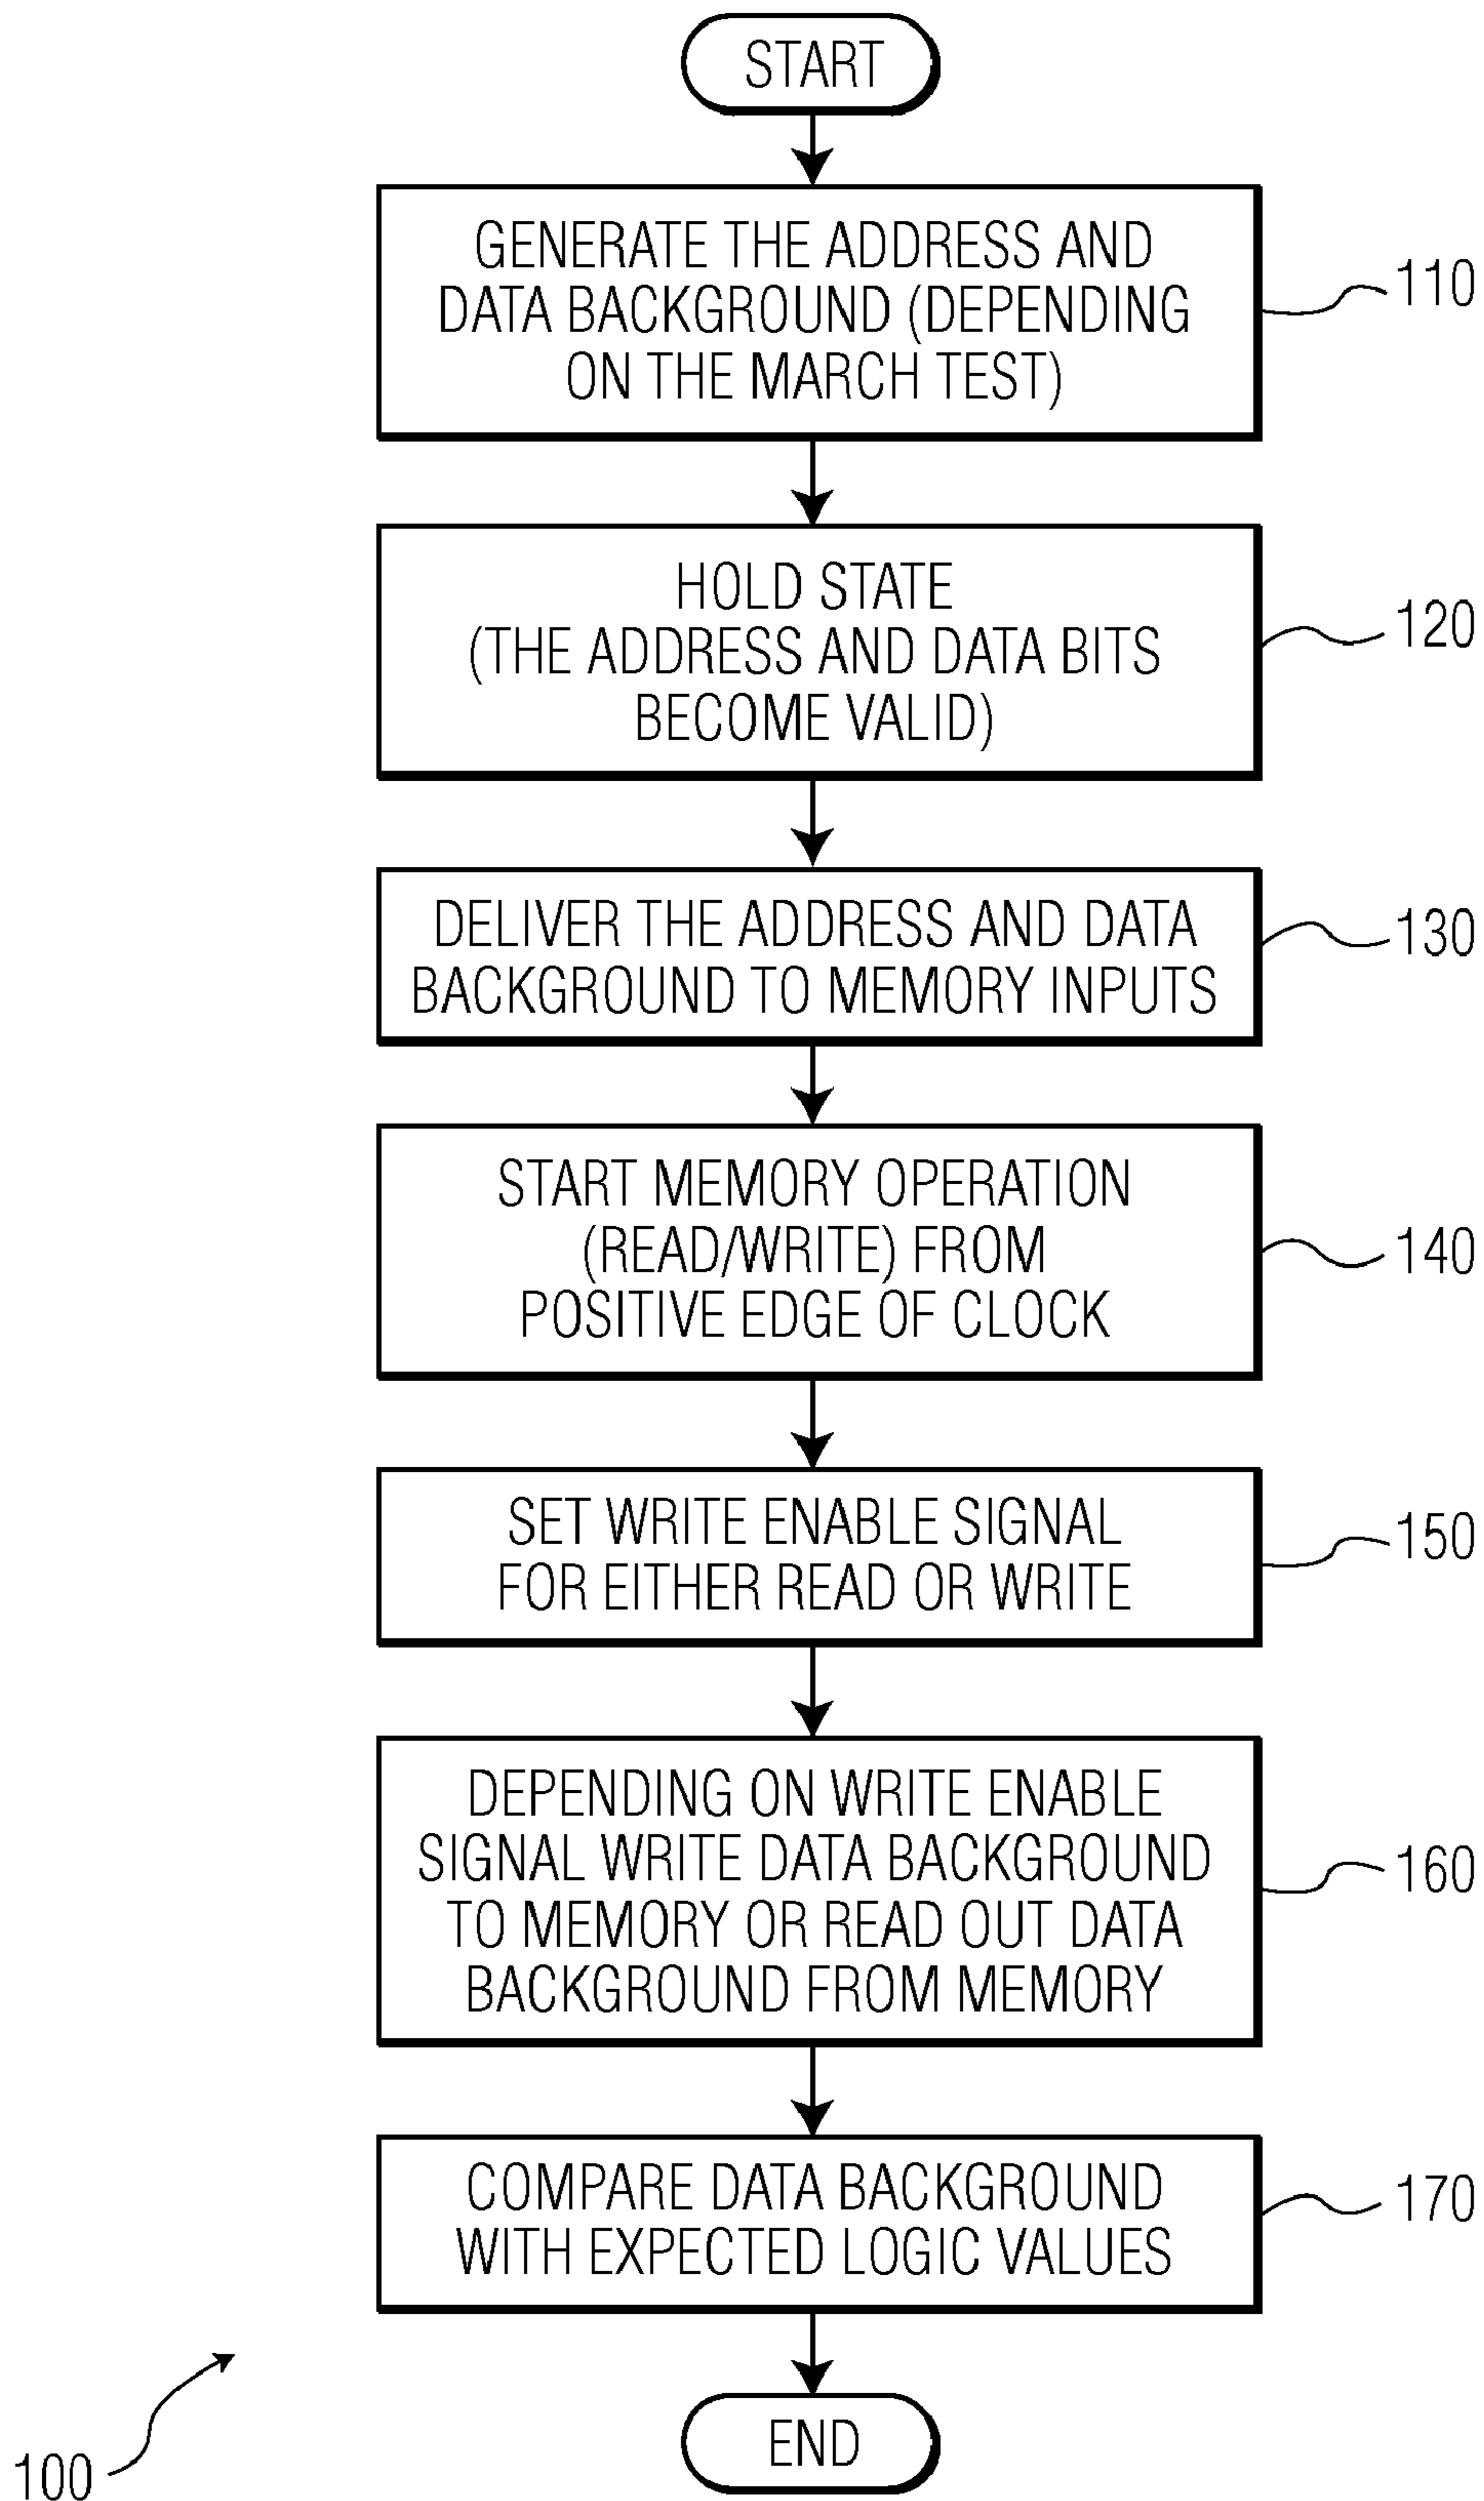 START
GENERATE THE ADDRESS AND
DATA BACKGROUND (DEPENDING
ON THE MARCH TEST)
110
HOLD STATE
(THE ADDRESS AND DATA BITS
BECOME VALID)
120
DELIVER THE ADDRESS AND DATA
BACKGROUND TO MEMORY INPUTS
130
START MEMORY OPERATION
(READ/WRITE) FROM
POSITIVE EDGE OF CLOCK
140
SET WRITE ENABLE SIGNAL
FOR EITHER READ OR WRITE
150
DEPENDING ON WRITE ENABLE
SIGNAL WRITE DATA BACKGROUND
TO MEMORY OR READ OUT DATA
BACKGROUND FROM MEMORY
160
COMPARE DATA BACKGROUND
WITH EXPECTED LOGIC VALUES
170
END
100